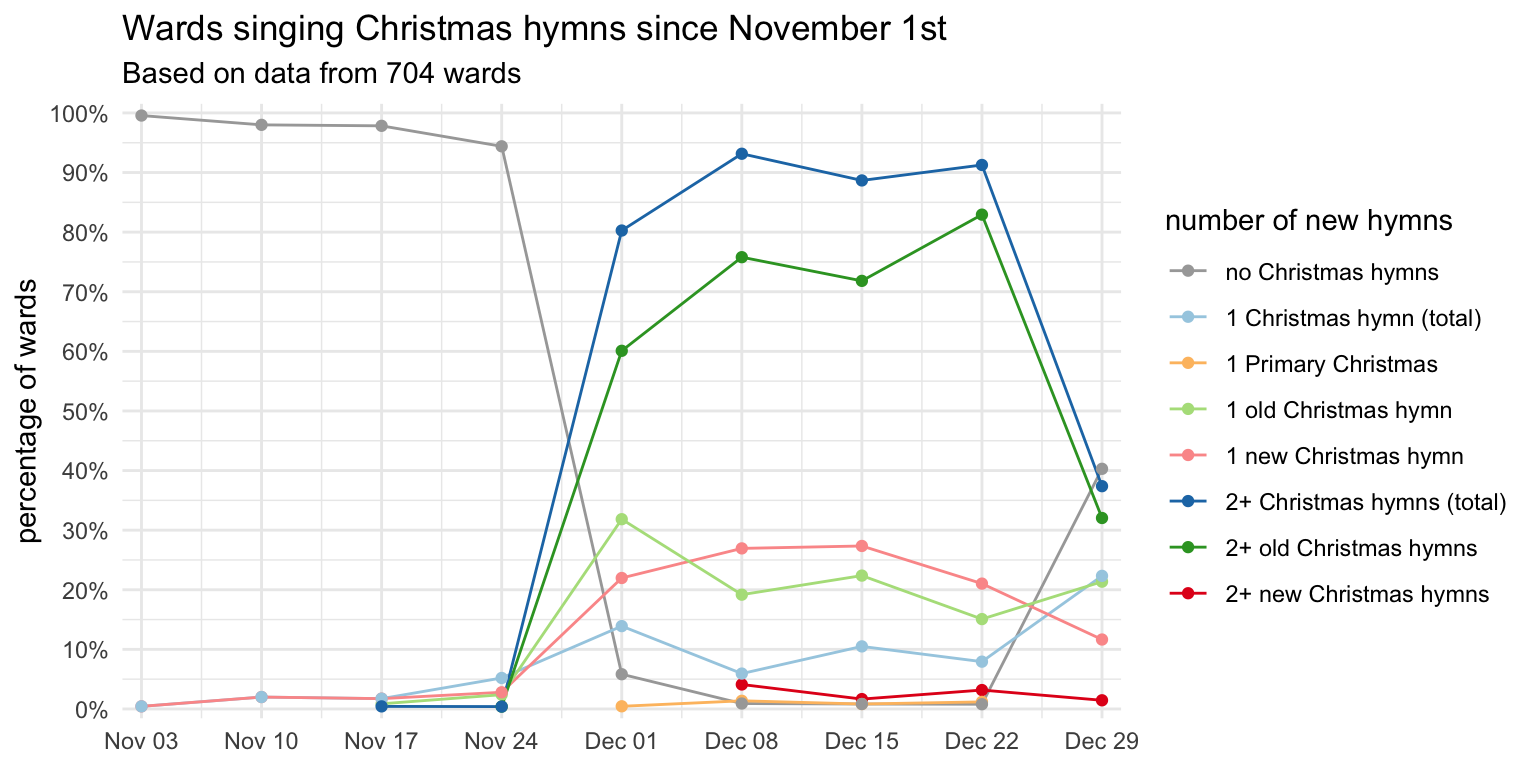 Wards singing Christmas hymns since November 1st
Based on data from 704 wards
percentage of wards
100%
90%
80%
70%
60%
50%
40%
30%
20%
10%
0%
Nov 03 Nov 10 Nov 17 Nov 24 Dec 01 Dec 08 Dec 15 Dec 22 Dec 29
number of new hymns
no Christmas hymns
1 Christmas hymn (total)
1 Primary Christmas
1 old Christmas hymn
1 new Christmas hymn
2+ Christmas hymns (total)
2+ old Christmas hymns
2+ new Christmas hymns